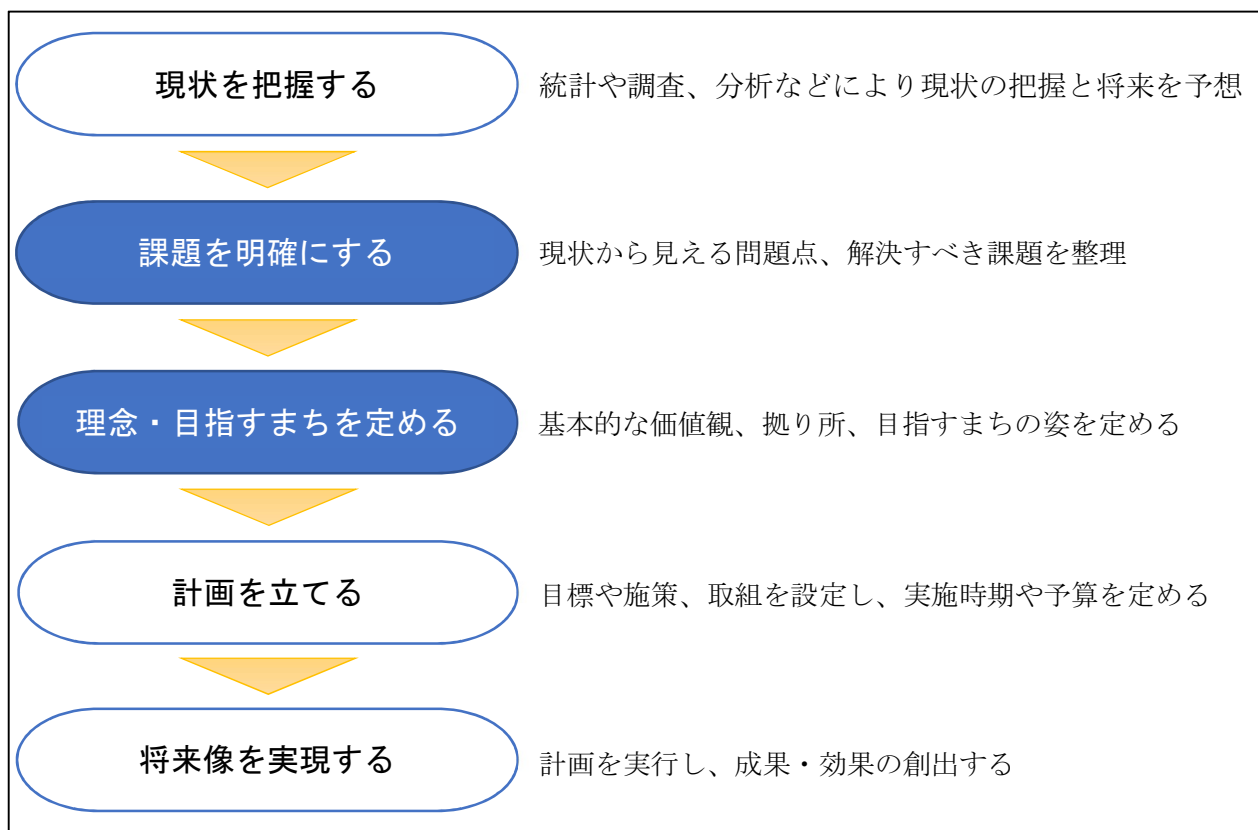 現状を把握する
統計や調査、分析などにより現状の把握と将来を予想
課題を明確にする
現状から見える問題点、解決すべき課題を整理
理念・目指すまちを定める
基本的な価値観、拠り所、目指すまちの姿を定める
計画を立てる
目標や施策、取組を設定し、実施時期や予算を定める
将来像を実現する
計画を実行し、成果・効果の創出する